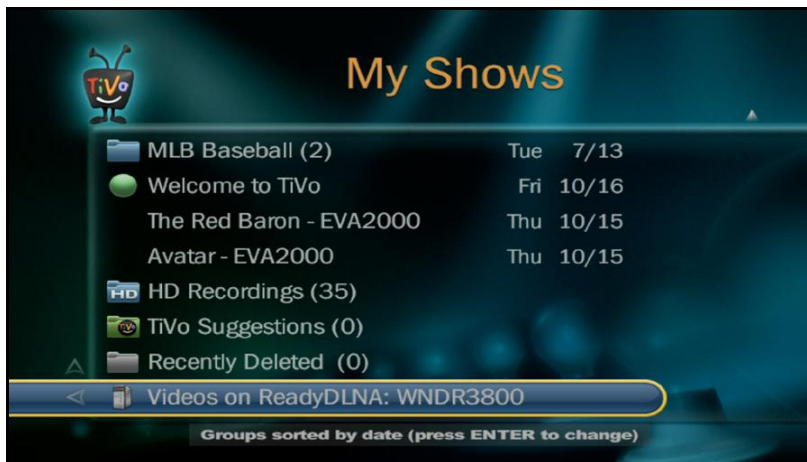 TiVo
My Shows
MLB Baseball (2) Tue 7/13
Welcome to TiVo Fri 10/16
The Red Baron - EVA2000 Thu 10/15
Avatar - EVA2000 Thu 10/15
HD HD Recordings (35)
TiVo TiVo Suggestions (0)
Recently Deleted (0)
Videos on ReadyDLNA: WNDR3800
Groups sorted by date (press ENTER to change)